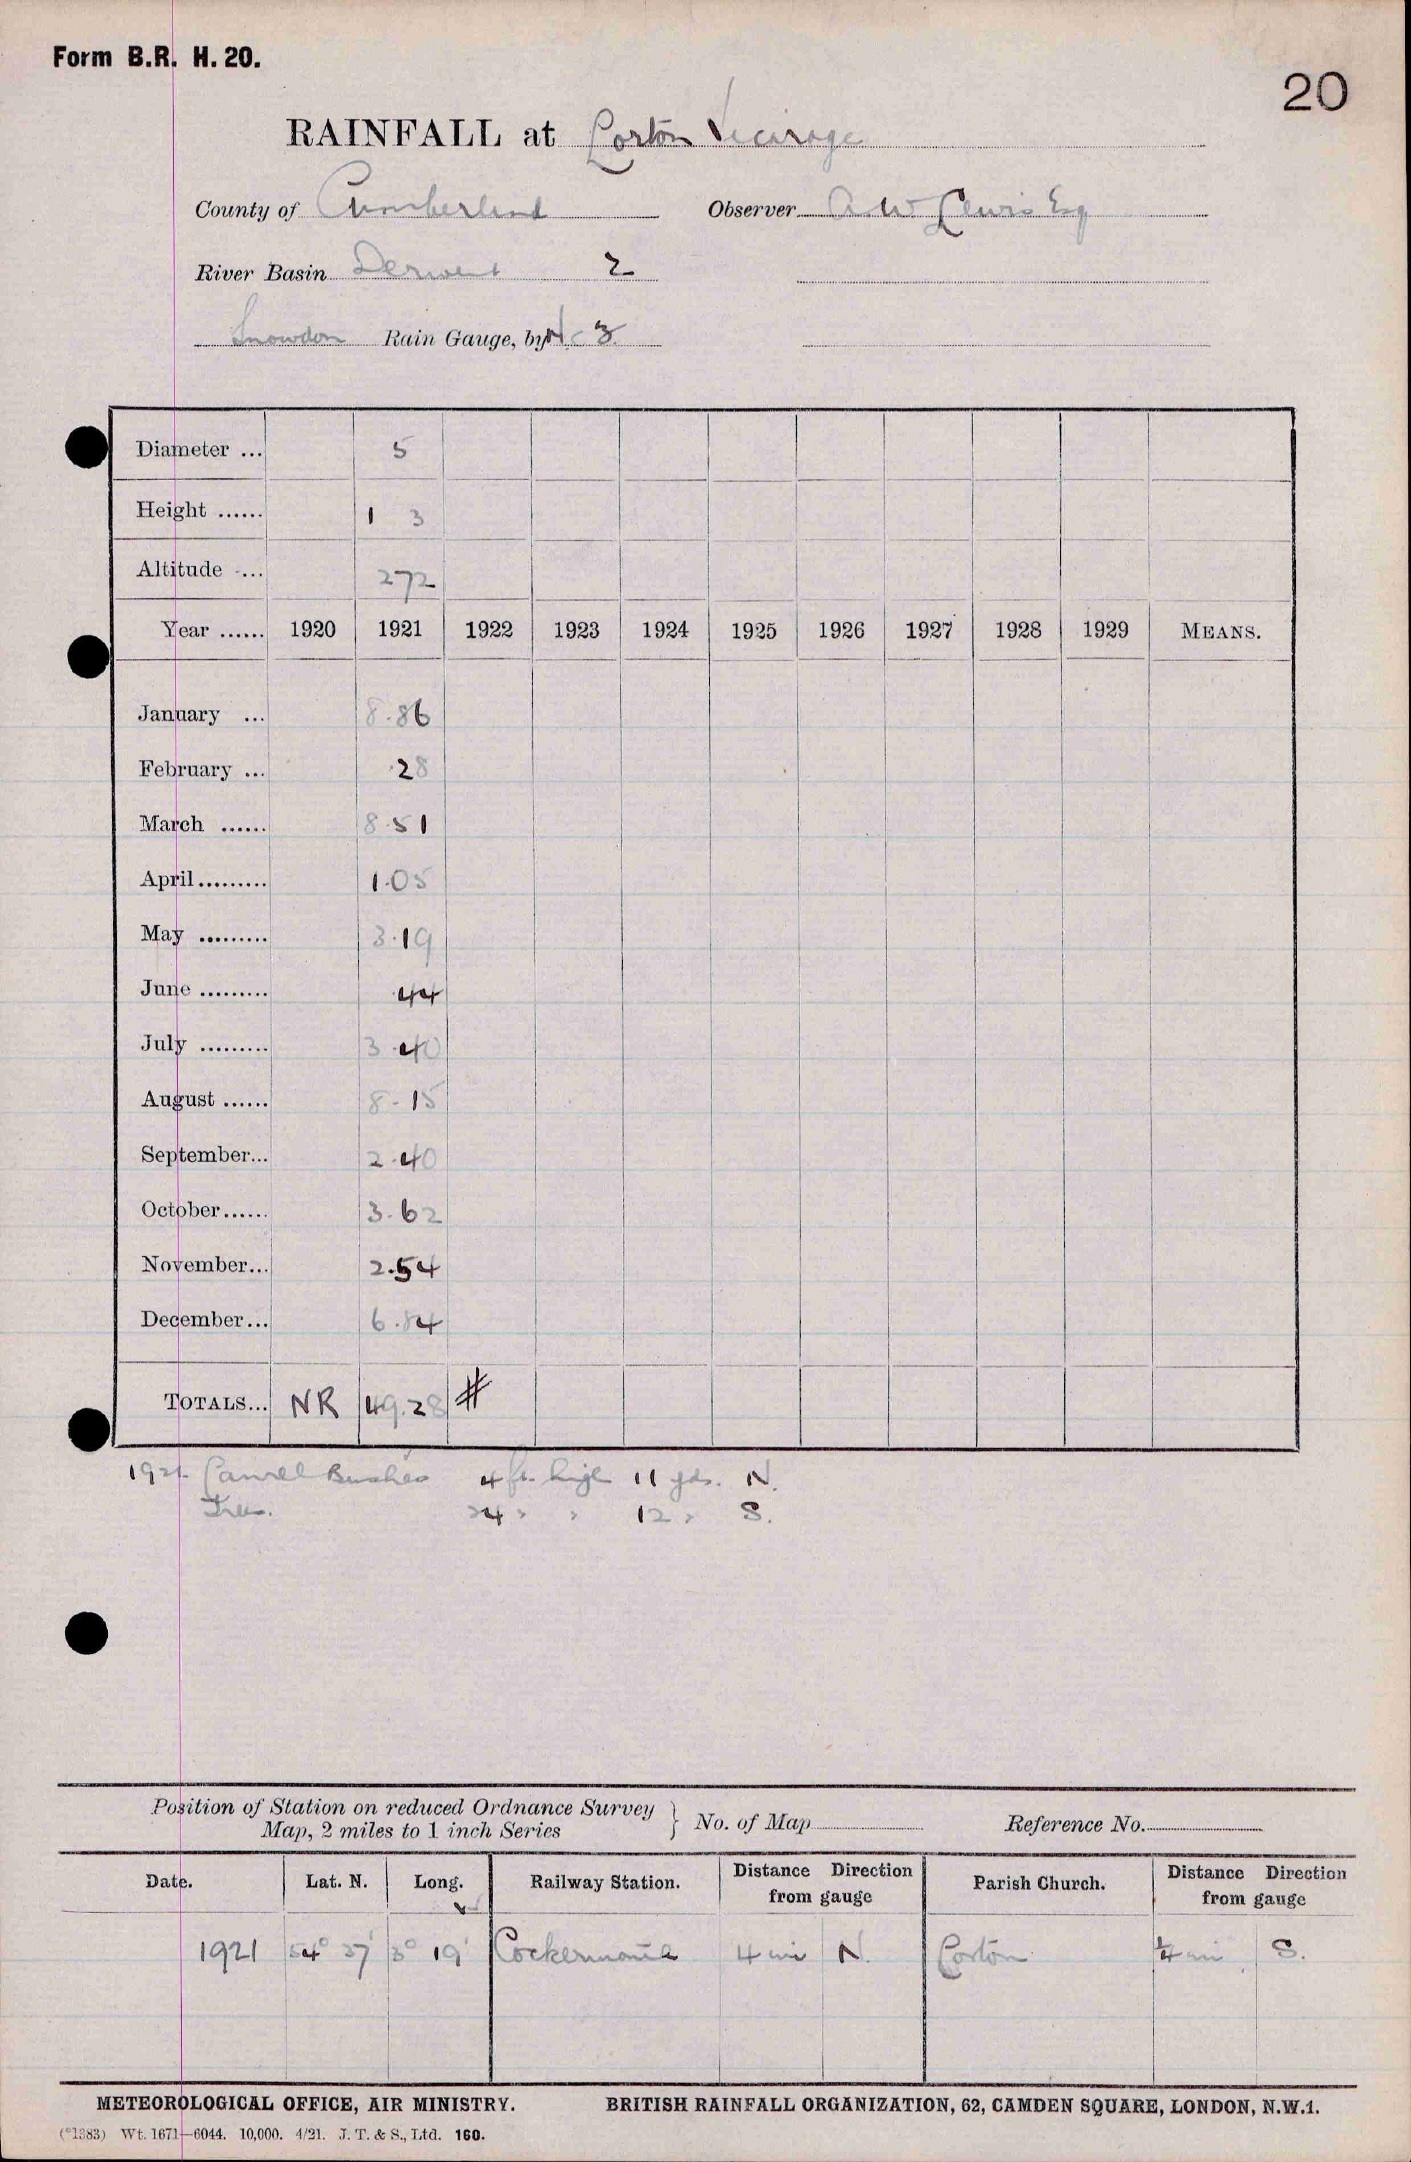 Form B.R. H. 20.
20
RAINFALL at Lorton Vicarage
County of Cumberland Observer A. W. Lewis Esq
River Basin Derwent 2
Snowdon Rain Gauge, by N 3
Diameter ... 5
Height ...... 1 3
Altitude ... 272
Year ...... 1920 1921 1922 1923 1924 1925 1926 1927 1928 1929 MEANS.
January ... 8.86
February ... .28
March ...... 8.51
April ......... 1.05
May ......... 3.19
June ......... .44
July ......... 3.40
August ...... 8.15
September... 2.40
October...... 3.62
November... 2.54
December... 6.84
TOTALS... NR 49.28 #
1921. Laurel Bushes 4 ft. high 11 yds. N.
Trees. 24 " " 12 " S.
Position of Station on reduced Ordnance Survey
Map, 2 miles to 1 inch Series } No. of Map Reference No.
Date. Lat. N. Long. W Railway Station. Distance Direction from gauge Parish Church. Distance Direction from gauge
1921 54° 37' 3° 19' Cockermouth 4 mi N. Lorton ¼ mi S.
METEOROLOGICAL OFFICE, AIR MINISTRY. BRITISH RAINFALL ORGANIZATION, 62, CAMDEN SQUARE, LONDON, N.W.1.
(*1383) Wt. 1671—6044. 10,000. 4/21. J. T. & S., Ltd. 160.